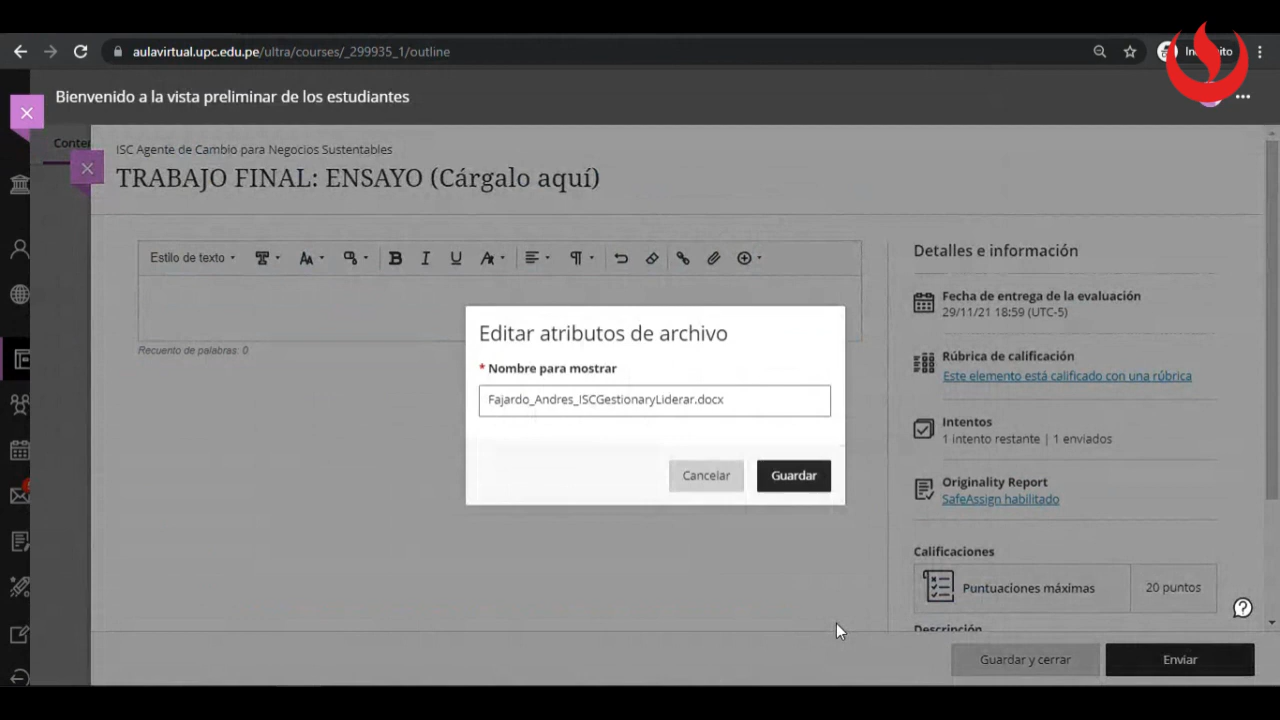 aulavirtual.upc.edu.pe/ultra/courses/_299935_1/outline
Bienvenido a la vista preliminar de los estudiantes
ISC Agente de Cambio para Negocios Sustentables
TRABAJO FINAL: ENSAYO (Cárgalo aquí)
Estilo de texto
B I U
Recuento de palabras: 0
Editar atributos de archivo
* Nombre para mostrar
Fajardo_Andres_ISCGestionaryLiderar.docx
Cancelar
Guardar
Detalles e información
Fecha de entrega de la evaluación
29/11/21 18:59 (UTC-5)
Rúbrica de calificación
Este elemento está calificado con una rúbrica
Intentos
1 intento restante | 1 enviados
Originality Report
SafeAssign habilitado
Calificaciones
Puntuaciones máximas
20 puntos
Descripción
Guardar y cerrar
Enviar